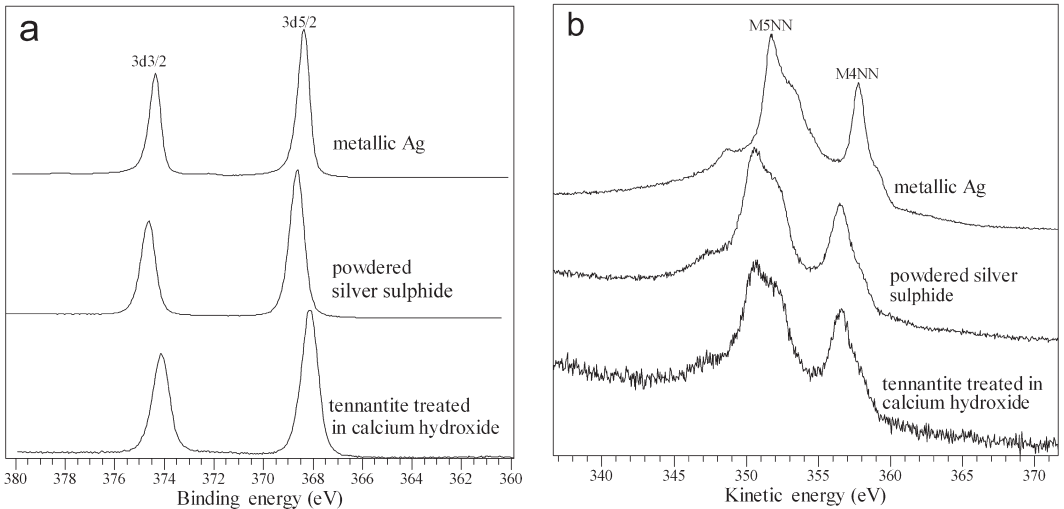 a
3d5/2
3d3/2
metallic Ag
powdered
silver sulphide
tennantite treated
in calcium hydroxide
380 378 376 374 372 370 368 366 364 362 360
Binding energy (eV)
b
M5NN
M4NN
metallic Ag
powdered silver
sulphide
tennantite treated in
calcium hydroxide
340 345 350 355 360 365 370
Kinetic energy (eV)